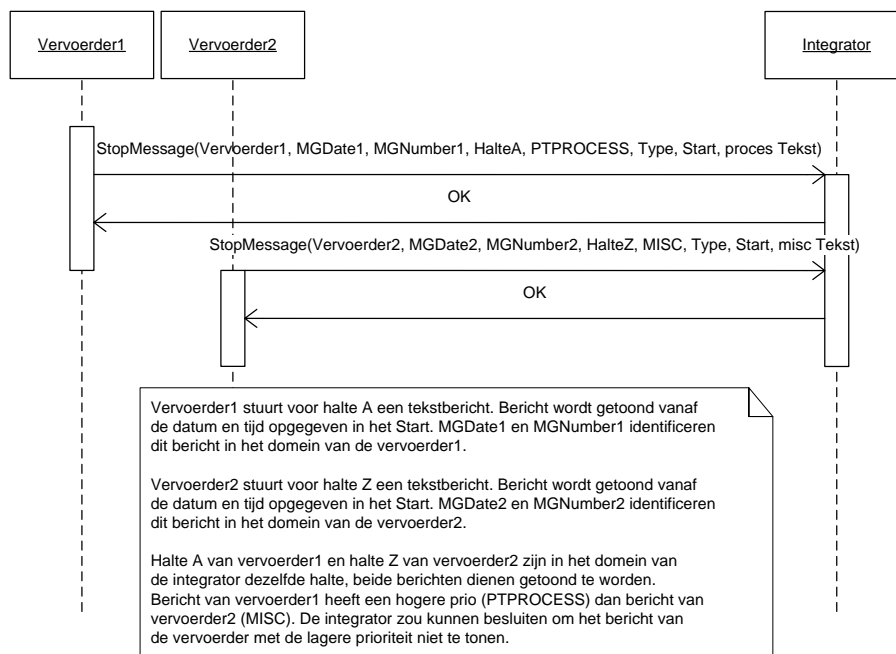 Vervoerder1
Vervoerder2
Integrator
StopMessage(Vervoerder1, MGDate1, MGNumber1, HalteA, PTPROCESS, Type, Start, proces Tekst)
OK
StopMessage(Vervoerder2, MGDate2, MGNumber2, HalteZ, MISC, Type, Start, misc Tekst)
OK
Vervoerder1 stuurt voor halte A een tekstbericht. Bericht wordt getoond vanaf
de datum en tijd opgegeven in het Start. MGDate1 en MGNumber1 identificeren
dit bericht in het domein van de vervoerder1.
Vervoerder2 stuurt voor halte Z een tekstbericht. Bericht wordt getoond vanaf
de datum en tijd opgegeven in het Start. MGDate2 en MGNumber2 identificeren
dit bericht in het domein van de vervoerder2.
Halte A van vervoerder1 en halte Z van vervoerder2 zijn in het domein van
de integrator dezelfde halte, beide berichten dienen getoond te worden.
Bericht van vervoerder1 heeft een hogere prio (PTPROCESS) dan bericht van
vervoerder2 (MISC). De integrator zou kunnen besluiten om het bericht van
de vervoerder met de lagere prioriteit niet te tonen.